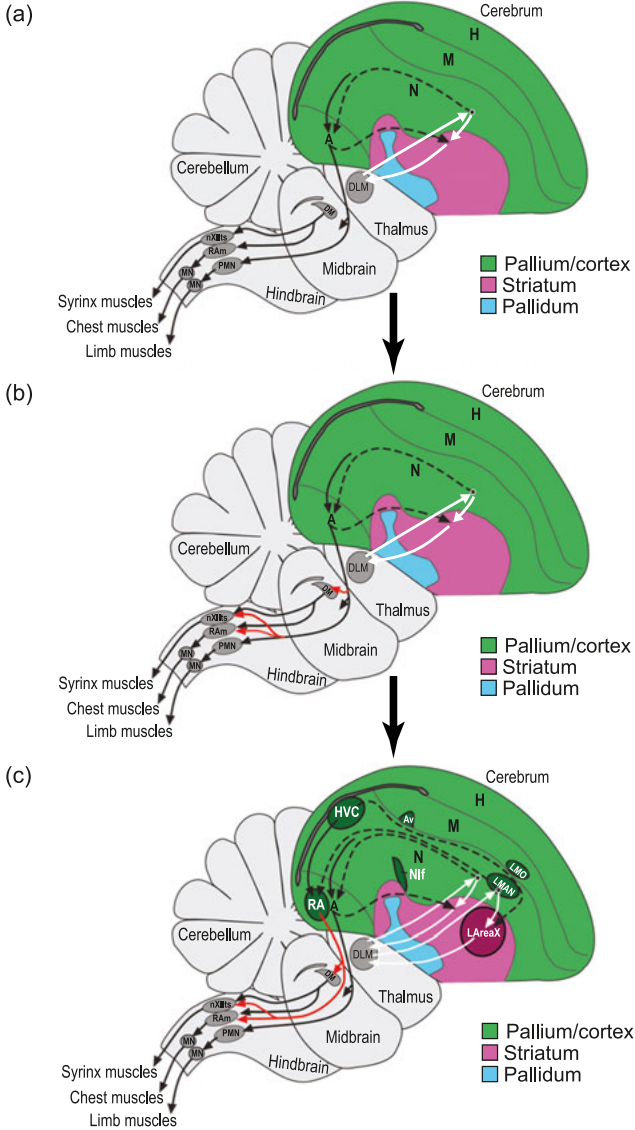 (a)
Cerebrum
H
M
N
A
Cerebellum
DLM
DM
Thalmus
nXIIts
RAm
PMN
MN
MN
Midbrain
Hindbrain
Syrinx muscles
Chest muscles
Limb muscles
Pallium/cortex
Striatum
Pallidum
(b)
Cerebrum
H
M
N
A
Cerebellum
DLM
DM
Thalmus
nXIIts
RAm
PMN
MN
MN
Midbrain
Hindbrain
Syrinx muscles
Chest muscles
Limb muscles
Pallium/cortex
Striatum
Pallidum
(c)
Cerebrum
H
HVC
Av
M
N
NIf
LMO
LMAN
RA
A
LAreaX
Cerebellum
DLM
DM
Thalmus
nXIIts
RAm
PMN
MN
MN
Midbrain
Hindbrain
Syrinx muscles
Chest muscles
Limb muscles
Pallium/cortex
Striatum
Pallidum